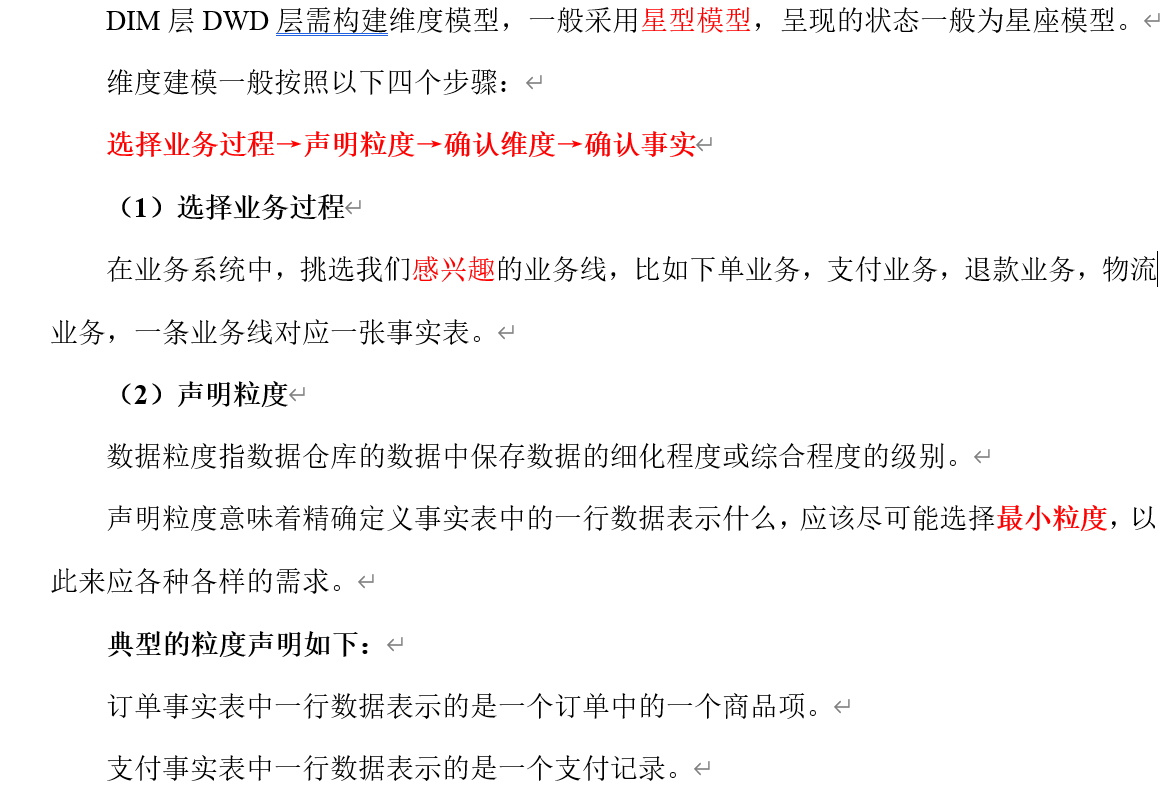 DIM 层 DWD 层需构建维度模型，一般采用星型模型，呈现的状态一般为星座模型。
维度建模一般按照以下四个步骤：
选择业务过程→声明粒度→确认维度→确认事实
（1）选择业务过程
在业务系统中，挑选我们感兴趣的业务线，比如下单业务，支付业务，退款业务，物流
业务，一条业务线对应一张事实表。
（2）声明粒度
数据粒度指数据仓库的数据中保存数据的细化程度或综合程度的级别。
声明粒度意味着精确定义事实表中的一行数据表示什么，应该尽可能选择最小粒度，以
此来应各种各样的需求。
典型的粒度声明如下：
订单事实表中一行数据表示的是一个订单中的一个商品项。
支付事实表中一行数据表示的是一个支付记录。